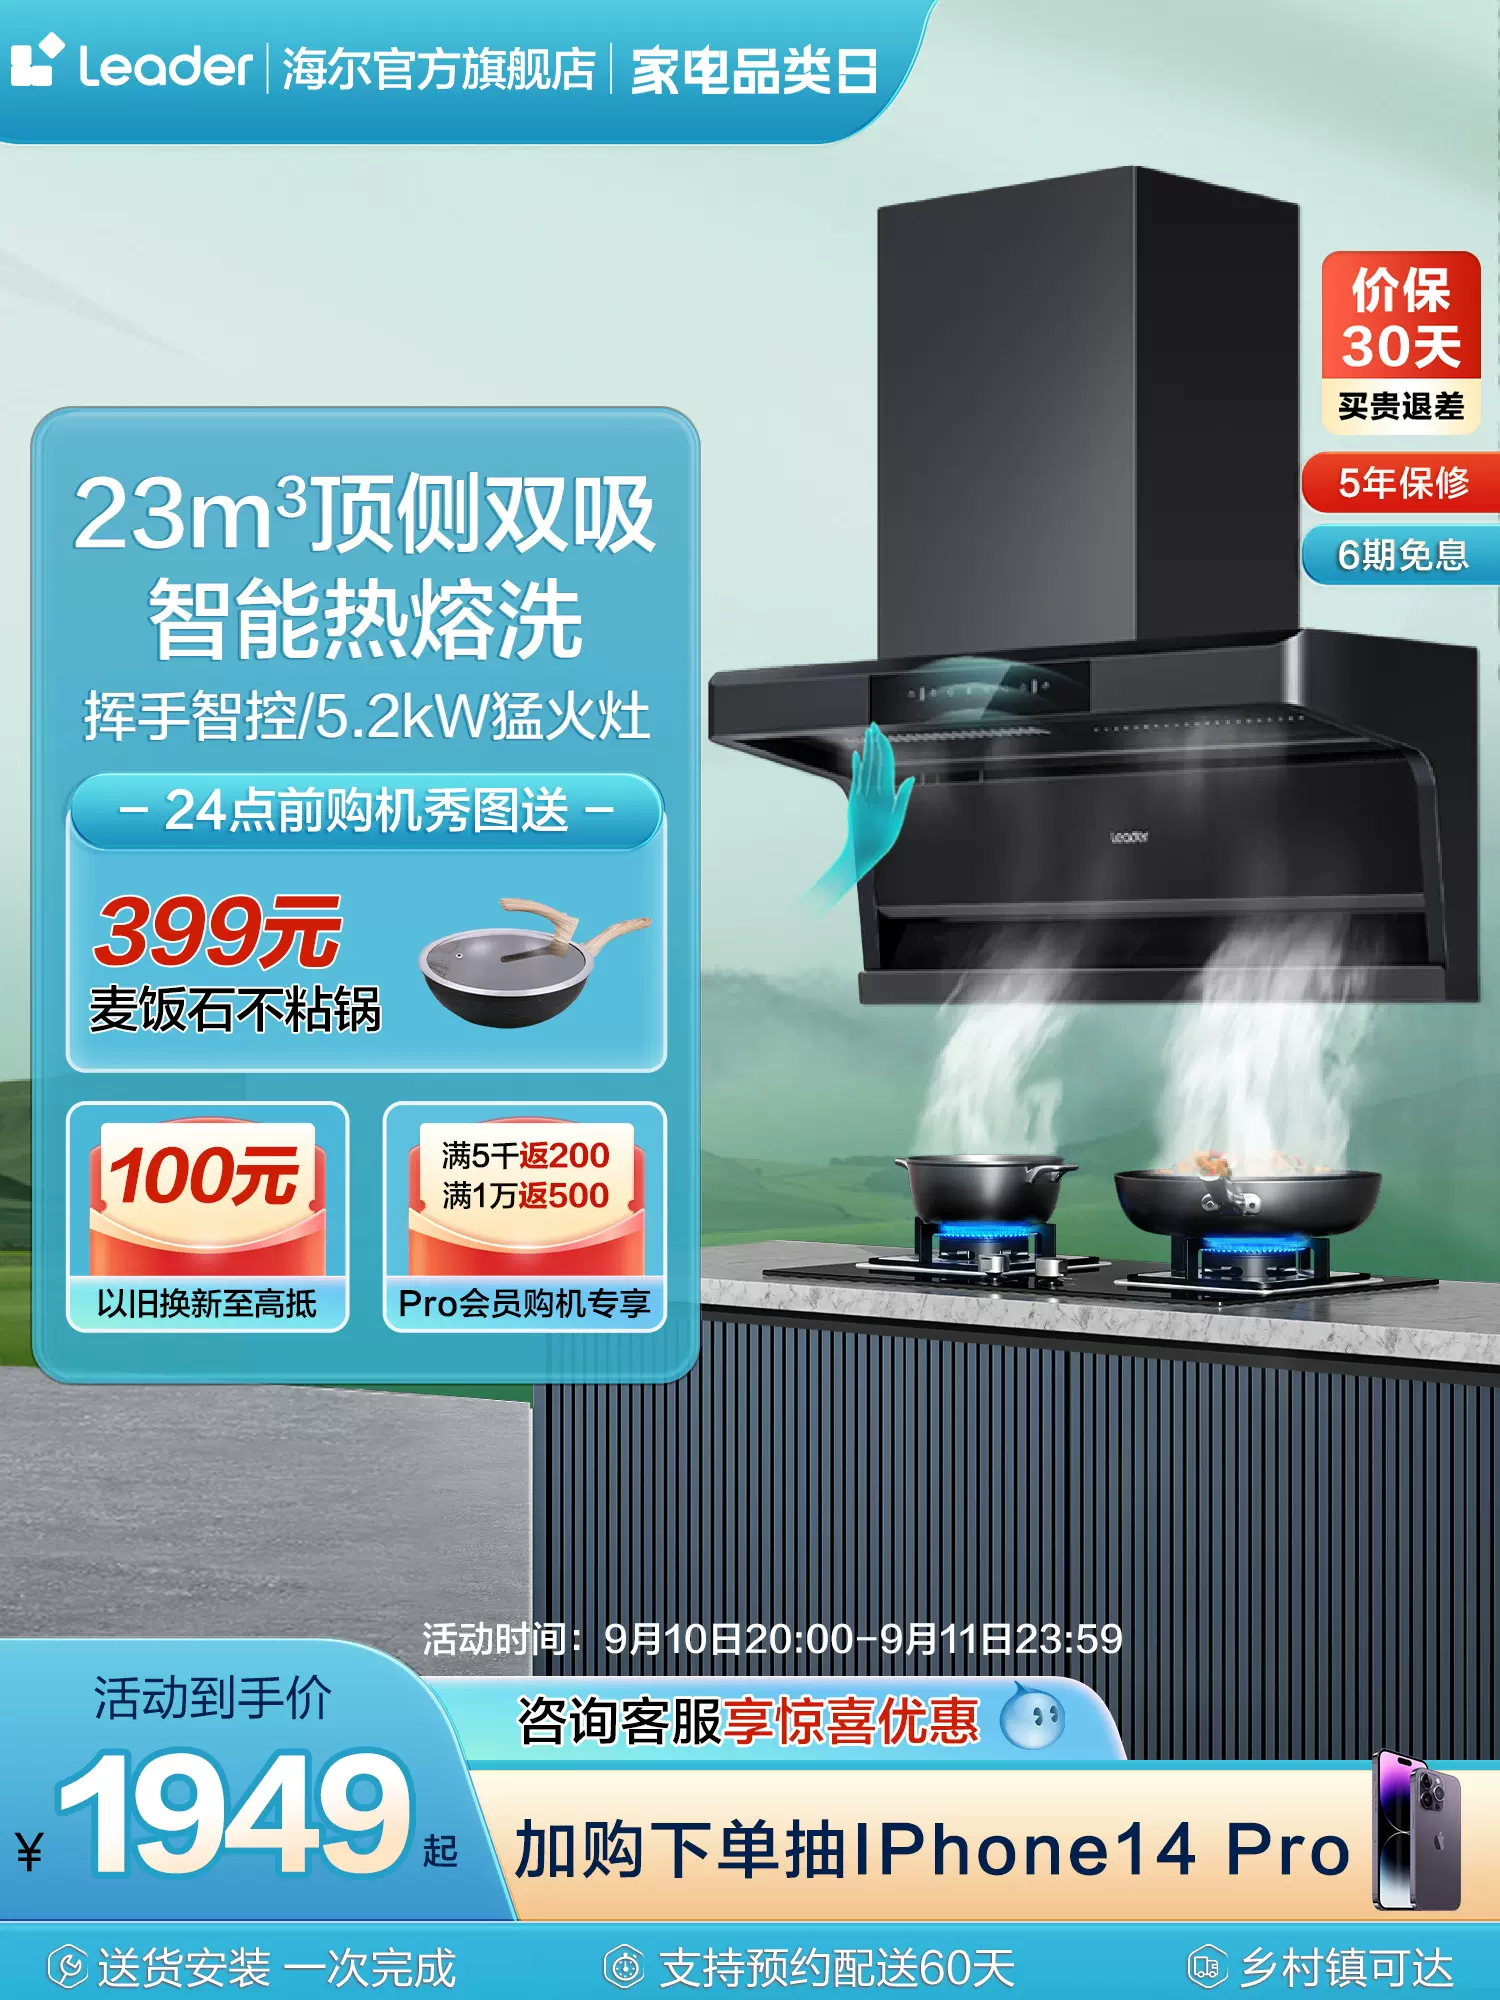 Leader 海尔官方旗舰店 家电品类日
价保
30天
买贵退差
5年保修
6期免息
23m³顶侧双吸
智能热熔洗
挥手智控/5.2kW猛火灶
– 24点前购机秀图送 –
399元
麦饭石不粘锅
100元
以旧换新至高抵
满5千返200
满1万返500
Pro会员购机专享
Leader
活动时间：9月10日20:00-9月11日23:59
活动到手价
¥1949起
咨询客服享惊喜优惠
加购下单抽IPhone14 Pro
送货安装 一次完成
支持预约配送60天
乡村镇可达